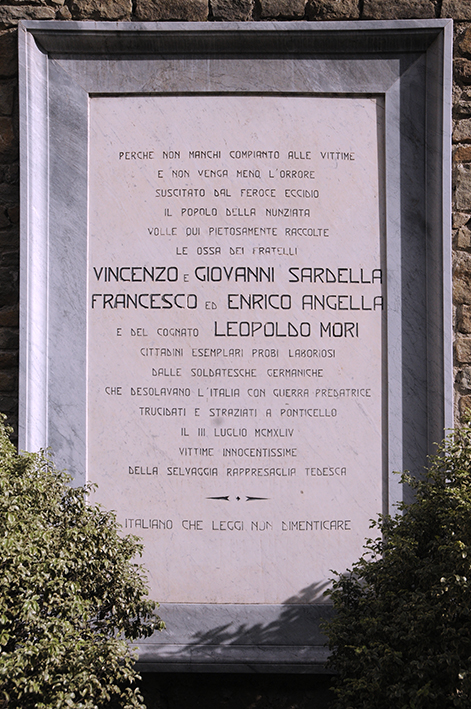 PERCHE NON MANCHI COMPIANTO ALLE VITTIME
E NON VENGA MENO L'ORRORE
SUSCITATO DAL FEROCE ECCIDIO
IL POPOLO DELLA NUNZIATA
VOLLE QUI PIETOSAMENTE RACCOLTE
LE OSSA DEI FRATELLI
VINCENZO E GIOVANNI SARDELLA
FRANCESCO ED ENRICO ANGELLA
E DEL COGNATO LEOPOLDO MORI
CITTADINI ESEMPLARI PROBI LABORIOSI
DALLE SOLDATESCHE GERMANICHE
CHE DESOLAVANO L'ITALIA CON GUERRA PREDATRICE
TRUCIDATI E STRAZIATI A PONTICELLO
IL III LUGLIO MCMXLIV
VITTIME INNOCENTISSIME
DELLA SELVAGGIA RAPPRESAGLIA TEDESCA
ITALIANO CHE LEGGI NON DIMENTICARE